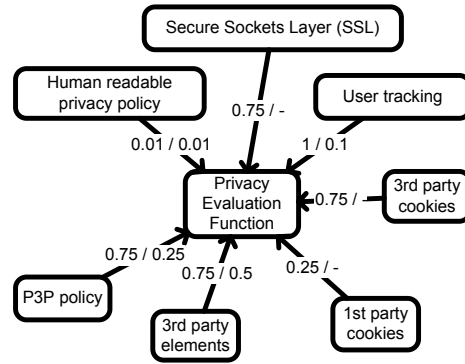 Secure Sockets Layer (SSL)
Human readable
privacy policy
User tracking
0.75 / -
0.01 / 0.01
1 / 0.1
Privacy
Evaluation
Function
0.75 / -
3rd party
cookies
0.75 / 0.25
0.75 / 0.5
0.25 / -
P3P policy
3rd party
elements
1st party
cookies